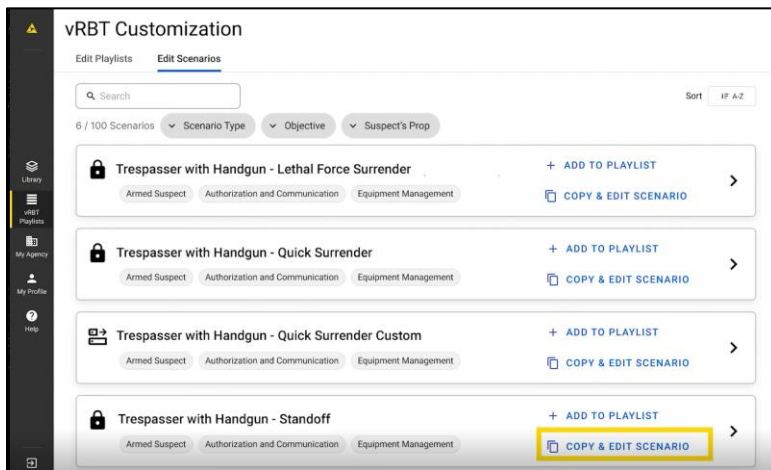 vRBT Customization
Edit Playlists Edit Scenarios
Search
Sort A-Z
6 / 100 Scenarios Scenario Type Objective Suspect's Prop
Library
vRBT
Playlists
My Agency
My Profile
Help
Trespasser with Handgun - Lethal Force Surrender
+ ADD TO PLAYLIST
Armed Suspect Authorization and Communication Equipment Management
COPY & EDIT SCENARIO
Trespasser with Handgun - Quick Surrender
+ ADD TO PLAYLIST
Armed Suspect Authorization and Communication Equipment Management
COPY & EDIT SCENARIO
Trespasser with Handgun - Quick Surrender Custom
+ ADD TO PLAYLIST
Armed Suspect Authorization and Communication Equipment Management
COPY & EDIT SCENARIO
Trespasser with Handgun - Standoff
+ ADD TO PLAYLIST
Armed Suspect Authorization and Communication Equipment Management
COPY & EDIT SCENARIO